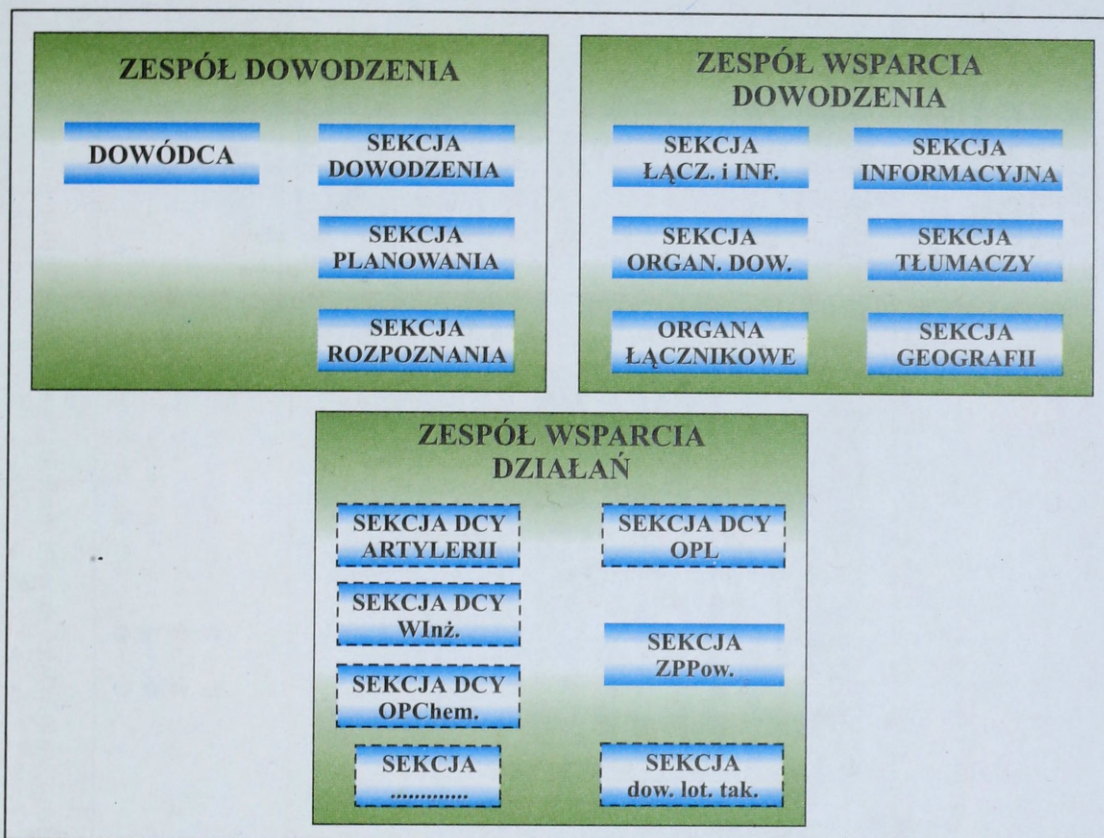 ZESPÓŁ DOWODZENIA
DOWÓDCA
SEKCJA
DOWODZENIA
SEKCJA
PLANOWANIA
SEKCJA
ROZPOZNANIA
ZESPÓŁ WSPARCIA
DOWODZENIA
SEKCJA
ŁĄCZ. i INF.
SEKCJA
INFORMACYJNA
SEKCJA
ORGAN. DOW.
SEKCJA
TŁUMACZY
ORGANA
ŁĄCZNIKOWE
SEKCJA
GEOGRAFII
ZESPÓŁ WSPARCIA
DZIAŁAŃ
SEKCJA DCY
ARTYLERII
SEKCJA DCY
OPL
SEKCJA DCY
WInż.
SEKCJA
ZPPow.
SEKCJA DCY
OPChem.
SEKCJA
.............
SEKCJA
dow. lot. tak.